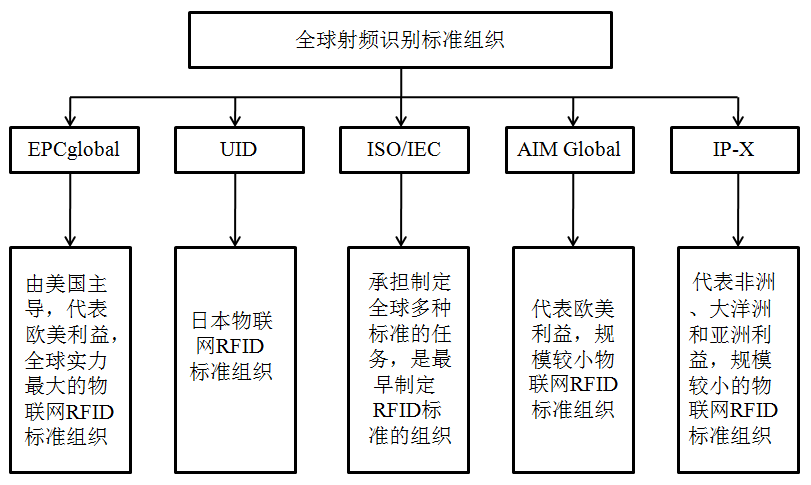 全球射频识别标准组织
EPCglobal
UID
ISO/IEC
AIM Global
IP-X
由美国主
导，代表
欧美利益，
全球实力
最大的物
联网RFID
标准组织
日本物联
网RFID
标准组织
承担制定
全球多种
标准的任
务，是最
早制定
RFID标
准的组织
代表欧美
利益，规
模较小物
联网RFID
标准组织
代表非洲
、大洋洲
和亚洲利
益，规模
较小的物
联网RFID
标准组织